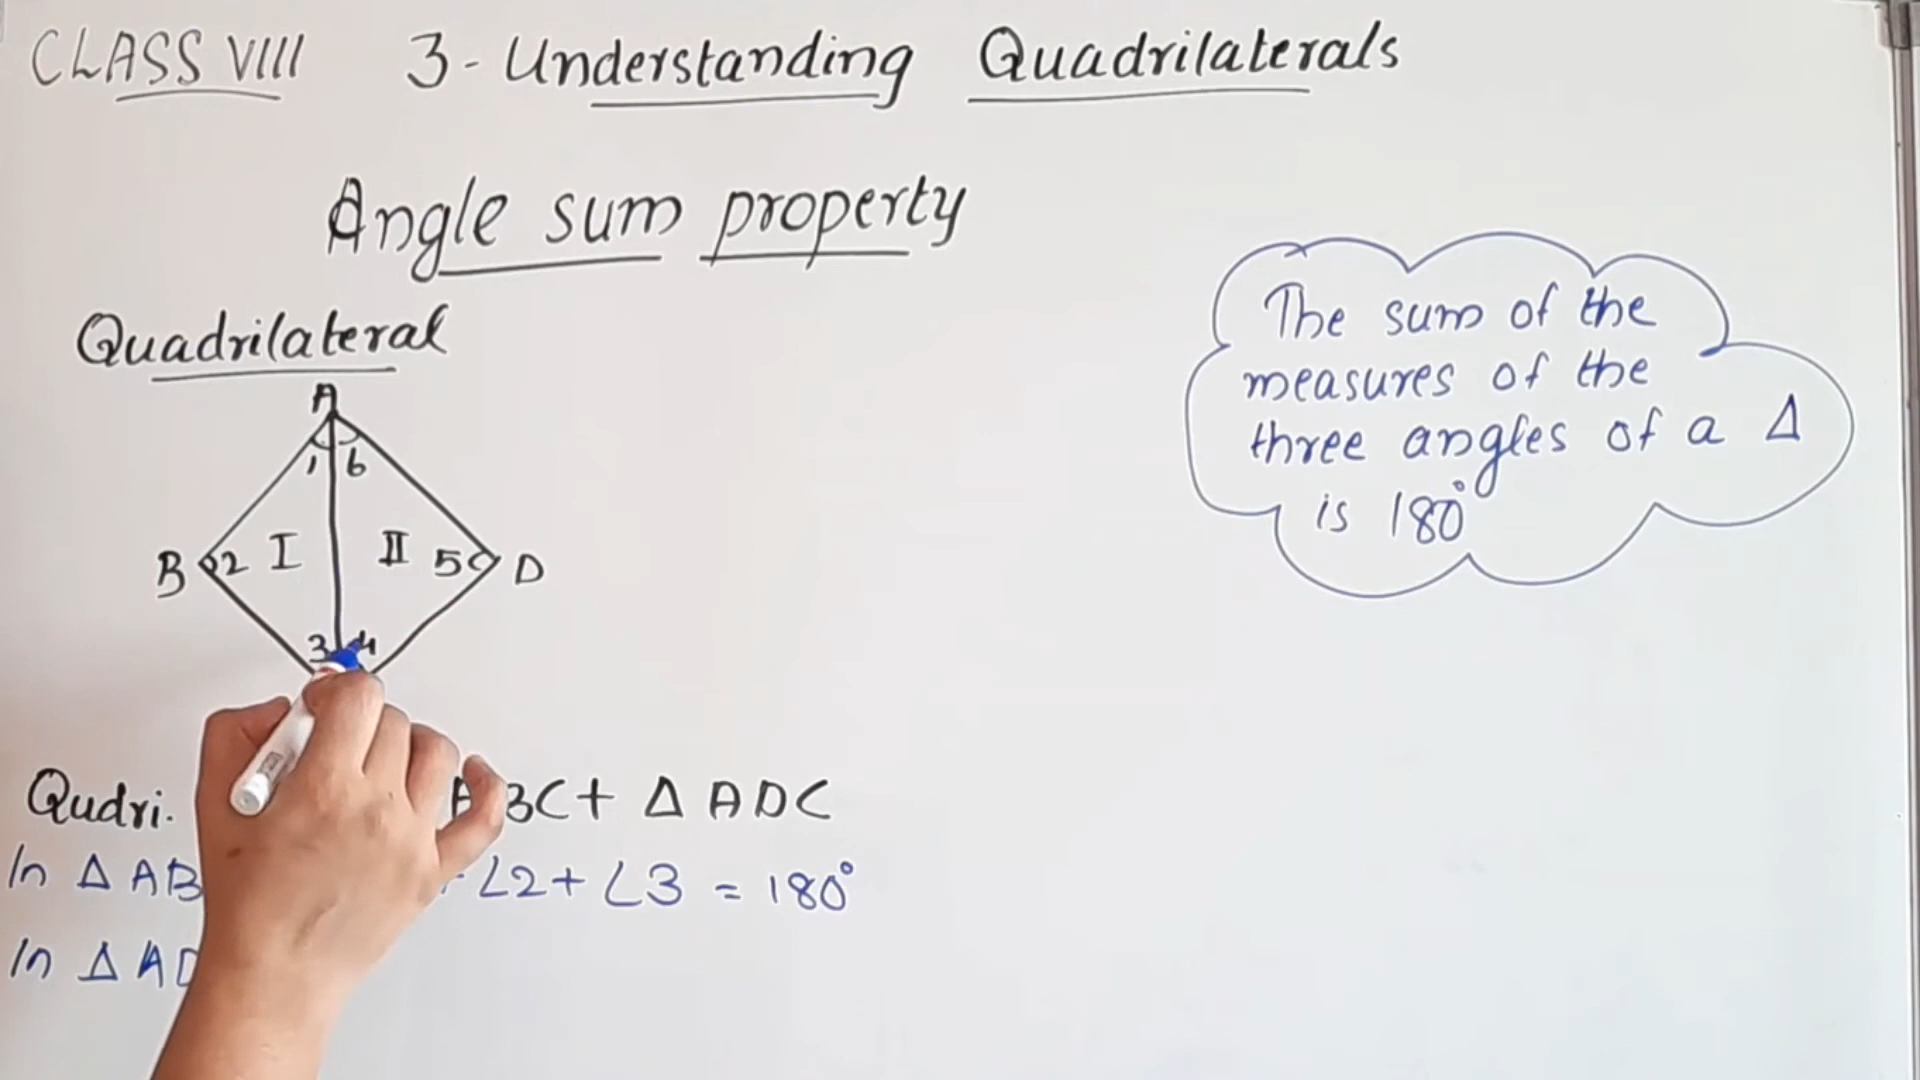 CLASS VIII 3 - Understanding Quadrilaterals
Angle sum property
Quadrilateral
A
1 6
B 2 I II 5 D
3 4
The sum of the
measures of the
three angles of a Δ
is 180°
Qudri. BC + Δ ADC
In Δ AB ∠2 + ∠3 = 180°
In Δ AD